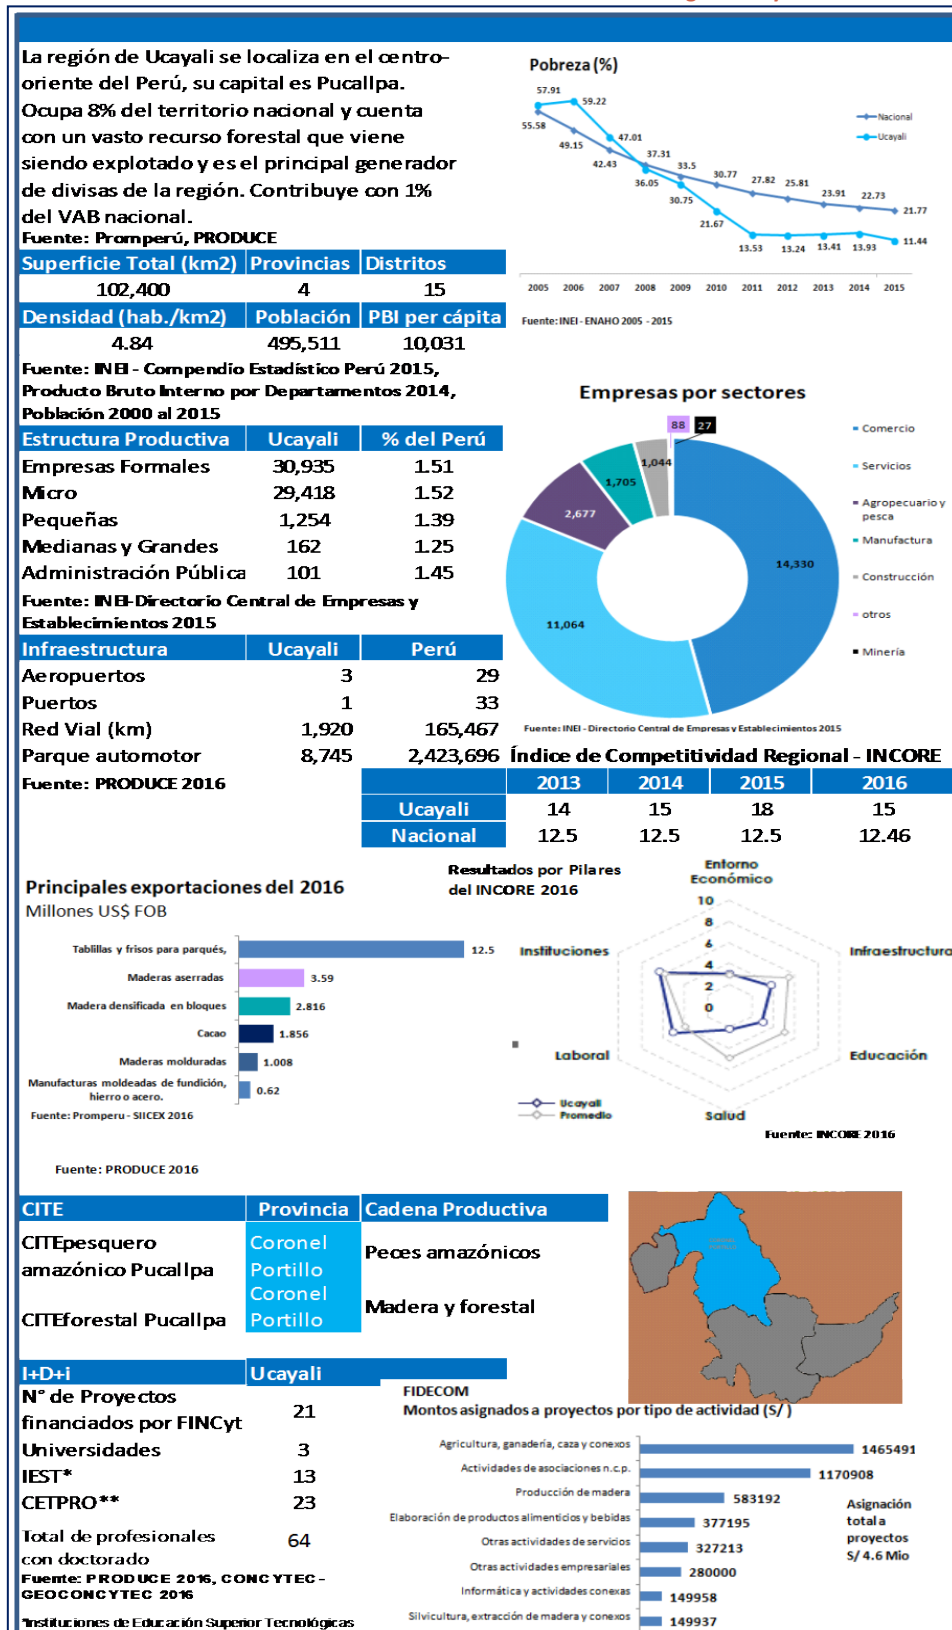 La región de Ucayali se localiza en el centro-
oriente del Perú, su capital es Pucallpa.
Ocupa 8% del territorio nacional y cuenta
con un vasto recurso forestal que viene
siendo explotado y es el principal generador
de divisas de la región. Contribuye con 1%
del VAB nacional.
Fuente: Promperú, PRODUCE
Superficie Total (km2) Provincias Distritos
102,400 4 15
Densidad (hab./km2) Población PBI per cápita
4.84 495,511 10,031
Fuente: INEI - Compendio Estadístico Perú 2015,
Producto Bruto Interno por Departamentos 2014,
Población 2000 al 2015
Estructura Productiva Ucayali % del Perú
Empresas Formales 30,935 1.51
Micro 29,418 1.52
Pequeñas 1,254 1.39
Medianas y Grandes 162 1.25
Administración Pública 101 1.45
Fuente: INEI-Directorio Central de Empresas y
Establecimientos 2015
Infraestructura Ucayali Perú
Aeropuertos 3 29
Puertos 1 33
Red Vial (km) 1,920 165,467
Parque automotor 8,745 2,423,696
Fuente: PRODUCE 2016
Pobreza (%)
57.91 59.22 47.01 37.31 33.5 30.77 27.82 25.81 23.91 22.73 21.77
55.58 49.15 42.43 36.05 30.75 21.67 13.53 13.24 13.41 13.93 11.44
Nacional
Ucayali
2005 2006 2007 2008 2009 2010 2011 2012 2013 2014 2015
Fuente: INEI - ENAHO 2005 - 2015
Empresas por sectores
88 27
1,044
1,705
2,677
14,330
11,064
Comercio
Servicios
Agropecuario y
pesca
Manufactura
Construcción
otros
Minería
Fuente: INEI - Directorio Central de Empresas y Establecimientos 2015
Índice de Competitividad Regional - INCORE
2013 2014 2015 2016
Ucayali 14 15 18 15
Nacional 12.5 12.5 12.5 12.46
Principales exportaciones del 2016
Millones US$ FOB
Tablillas y frisos para parqués, 12.5
Maderas aserradas 3.59
Madera densificada en bloques 2.816
Cacao 1.856
Maderas molduradas 1.008
Manufacturas moldeadas de fundición,
hierro o acero. 0.62
Fuente: Promperu - SIICEX 2016
Fuente: PRODUCE 2016
Resultados por Pilares
del INCORE 2016
Entorno
Económico
10
8
6
4
2
0
Instituciones
Infraestructura
Laboral
Educación
Salud
Ucayali
Promedio
Fuente: INCORE 2016
CITE Provincia Cadena Productiva
CITEpesquero
amazónico Pucallpa
Coronel
Portillo
Peces amazónicos
CITEforestal Pucallpa
Coronel
Portillo
Madera y forestal
I+D+i Ucayali
N° de Proyectos
financiados por FINCyt 21
Universidades 3
IEST* 13
CETPRO** 23
Total de profesionales
con doctorado 64
Fuente: PRODUCE 2016, CONCYTEC -
GEOCONCYTEC 2016
*Instituciones de Educación Superior Tecnológicas
FIDECOM
Montos asignados a proyectos por tipo de actividad (S/ )
Agricultura, ganadería, caza y conexos 1465491
Actividades de asociaciones n.c.p. 1170908
Producción de madera 583192
Elaboración de productos alimenticios y bebidas 377195
Otras actividades de servicios 327213
Otras actividades empresariales 280000
Informática y actividades conexas 149958
Silvicultura, extracción de madera y conexos 149937
Asignación
total a
proyectos
S/ 4.6 Mio